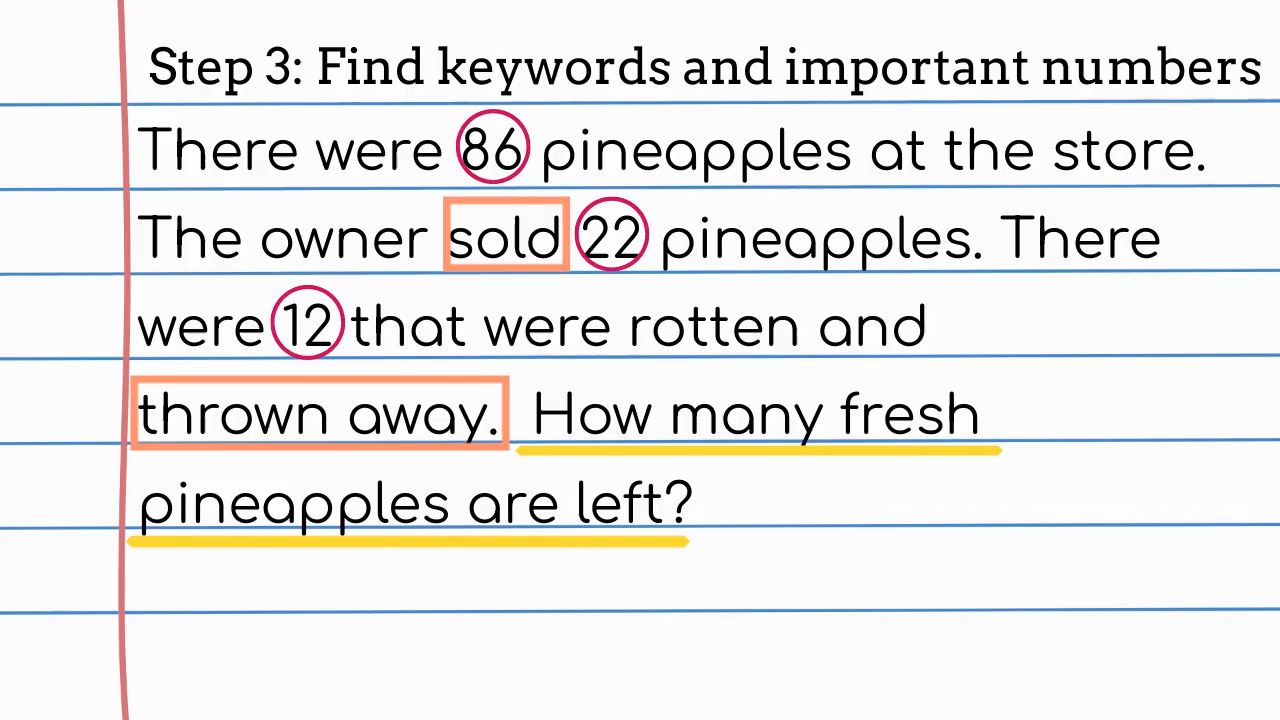 Step 3: Find keywords and important numbers
There were 86 pineapples at the store.
The owner sold 22 pineapples. There
were 12 that were rotten and
thrown away. How many fresh
pineapples are left?